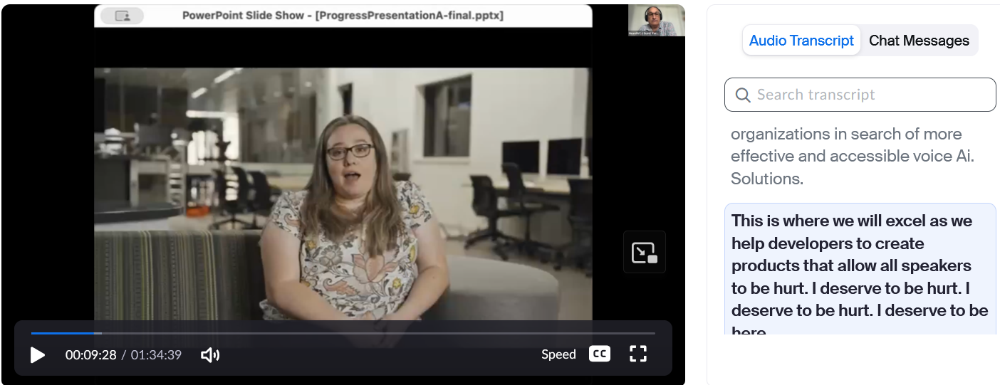 PowerPoint Slide Show - [ProgressPresentationA-final.pptx]
00:09:28 / 01:34:39
Speed
CC
Audio Transcript
Chat Messages
Search transcript
organizations in search of more
effective and accessible voice Ai.
Solutions.
This is where we will excel as we
help developers to create
products that allow all speakers
to be hurt. I deserve to be hurt. I
deserve to be hurt. I deserve to be
here